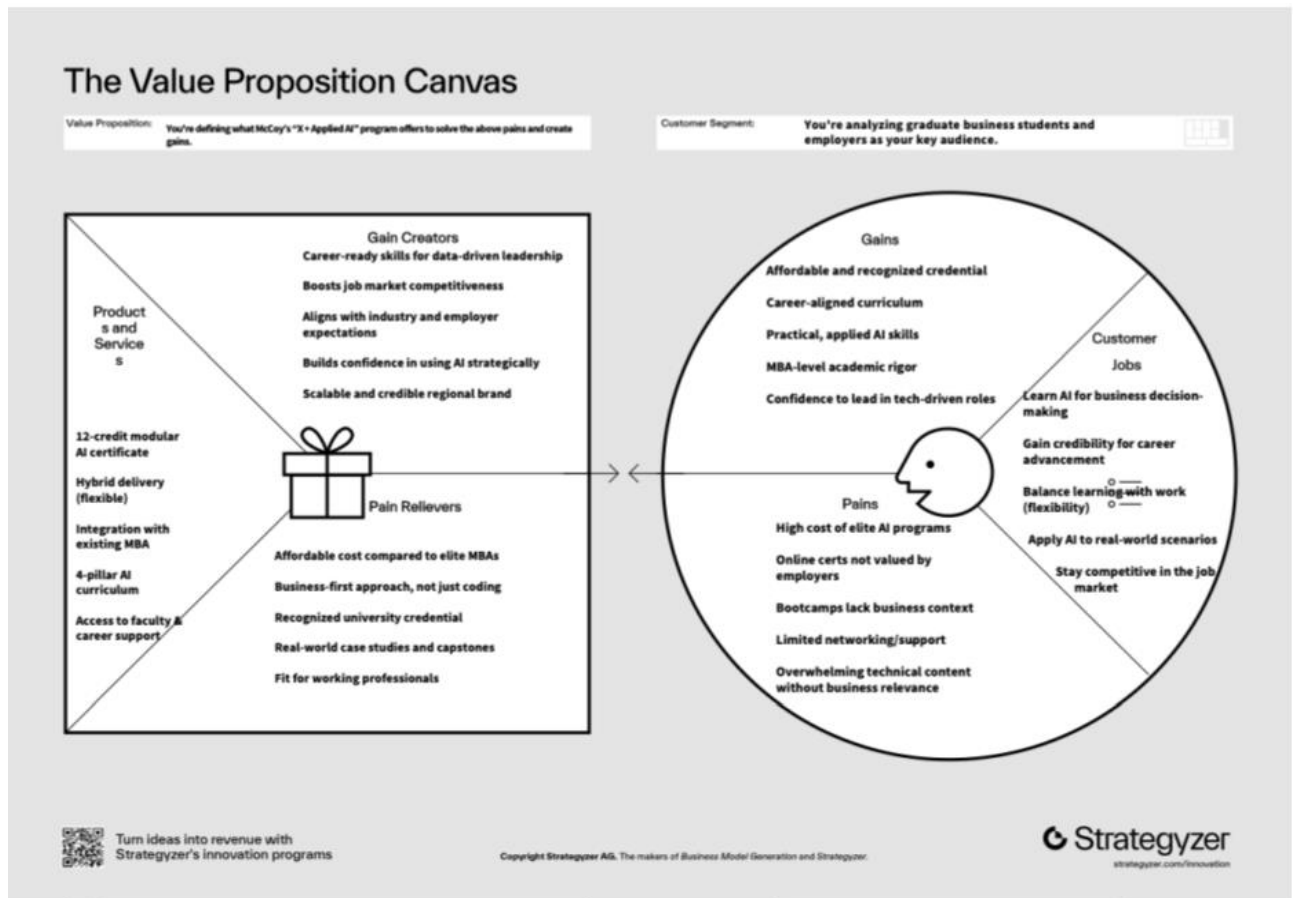 The Value Proposition Canvas
Value Proposition:
You're defining what McCoy's "X + Applied AI" program offers to solve the above pains and create
gains.
Customer Segment:
You're analyzing graduate business students and
employers as your key audience.
Gain Creators
Career-ready skills for data-driven leadership
Boosts job market competitiveness
Aligns with industry and employer
expectations
Builds confidence in using AI strategically
Scalable and credible regional brand
Product
s and
Service
s
12-credit modular
AI certificate
Hybrid delivery
(flexible)
Integration with
existing MBA
4-pillar AI
curriculum
Access to faculty &
career support
Pain Relievers
Affordable cost compared to elite MBAs
Business-first approach, not just coding
Recognized university credential
Real-world case studies and capstones
Fit for working professionals
Gains
Affordable and recognized credential
Career-aligned curriculum
Practical, applied AI skills
MBA-level academic rigor
Confidence to lead in tech-driven roles
Customer
Jobs
Learn AI for business decision-
making
Gain credibility for career
advancement
Balance learning with work
(flexibility)
Apply AI to real-world scenarios
Stay competitive in the job
market
Pains
High cost of elite AI programs
Online certs not valued by
employers
Bootcamps lack business context
Limited networking/support
Overwhelming technical content
without business relevance
Turn ideas into revenue with
Strategyzer's innovation programs
Copyright Strategyzer AG. The makers of Business Model Generation and Strategyzer.
Strategyzer
strategyzer.com/innovation